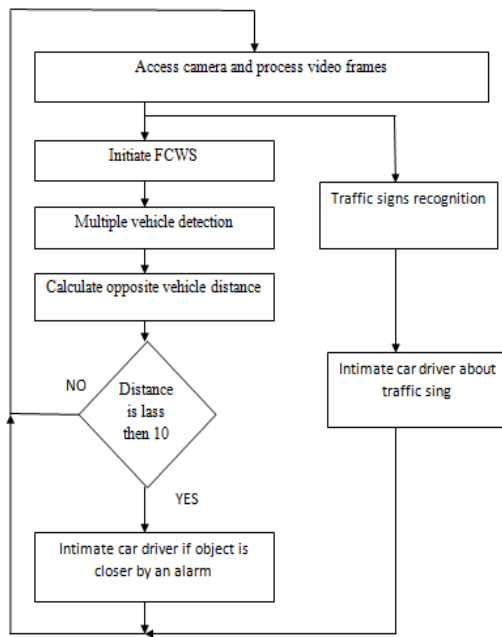 Access camera and process video frames
Initiate FCWS
Traffic signs recognition
Multiple vehicle detection
Calculate opposite vehicle distance
NO
Distance
is lass
then 10
Intimate car driver about
traffic sing
YES
Intimate car driver if object is
closer by an alarm